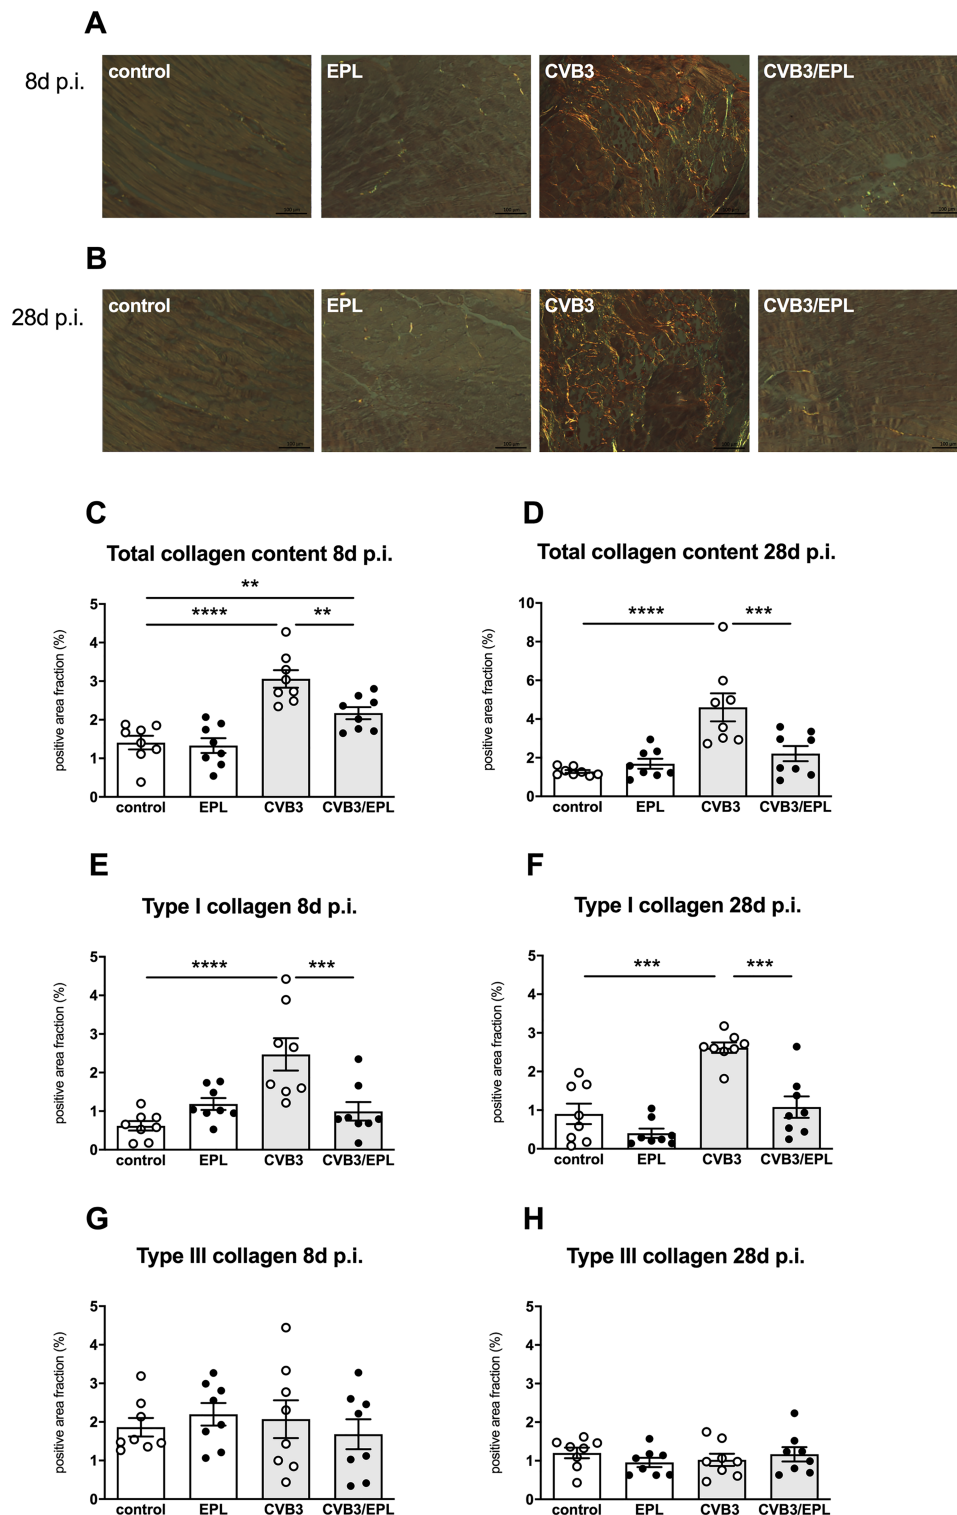 A
8d p.i.
control
EPL
CVB3
CVB3/EPL
100 µm
B
28d p.i.
control
EPL
CVB3
CVB3/EPL
100 µm
C
Total collagen content 8d p.i.
**
****
**
positive area fraction (%)
5
4
3
2
1
0
control EPL CVB3 CVB3/EPL
D
Total collagen content 28d p.i.
****
***
positive area fraction (%)
10
8
6
4
2
0
control EPL CVB3 CVB3/EPL
E
Type I collagen 8d p.i.
****
***
positive area fraction (%)
5
4
3
2
1
0
control EPL CVB3 CVB3/EPL
F
Type I collagen 28d p.i.
***
***
positive area fraction (%)
5
4
3
2
1
0
control EPL CVB3 CVB3/EPL
G
Type III collagen 8d p.i.
positive area fraction (%)
5
4
3
2
1
0
control EPL CVB3 CVB3/EPL
H
Type III collagen 28d p.i.
positive area fraction (%)
5
4
3
2
1
0
control EPL CVB3 CVB3/EPL